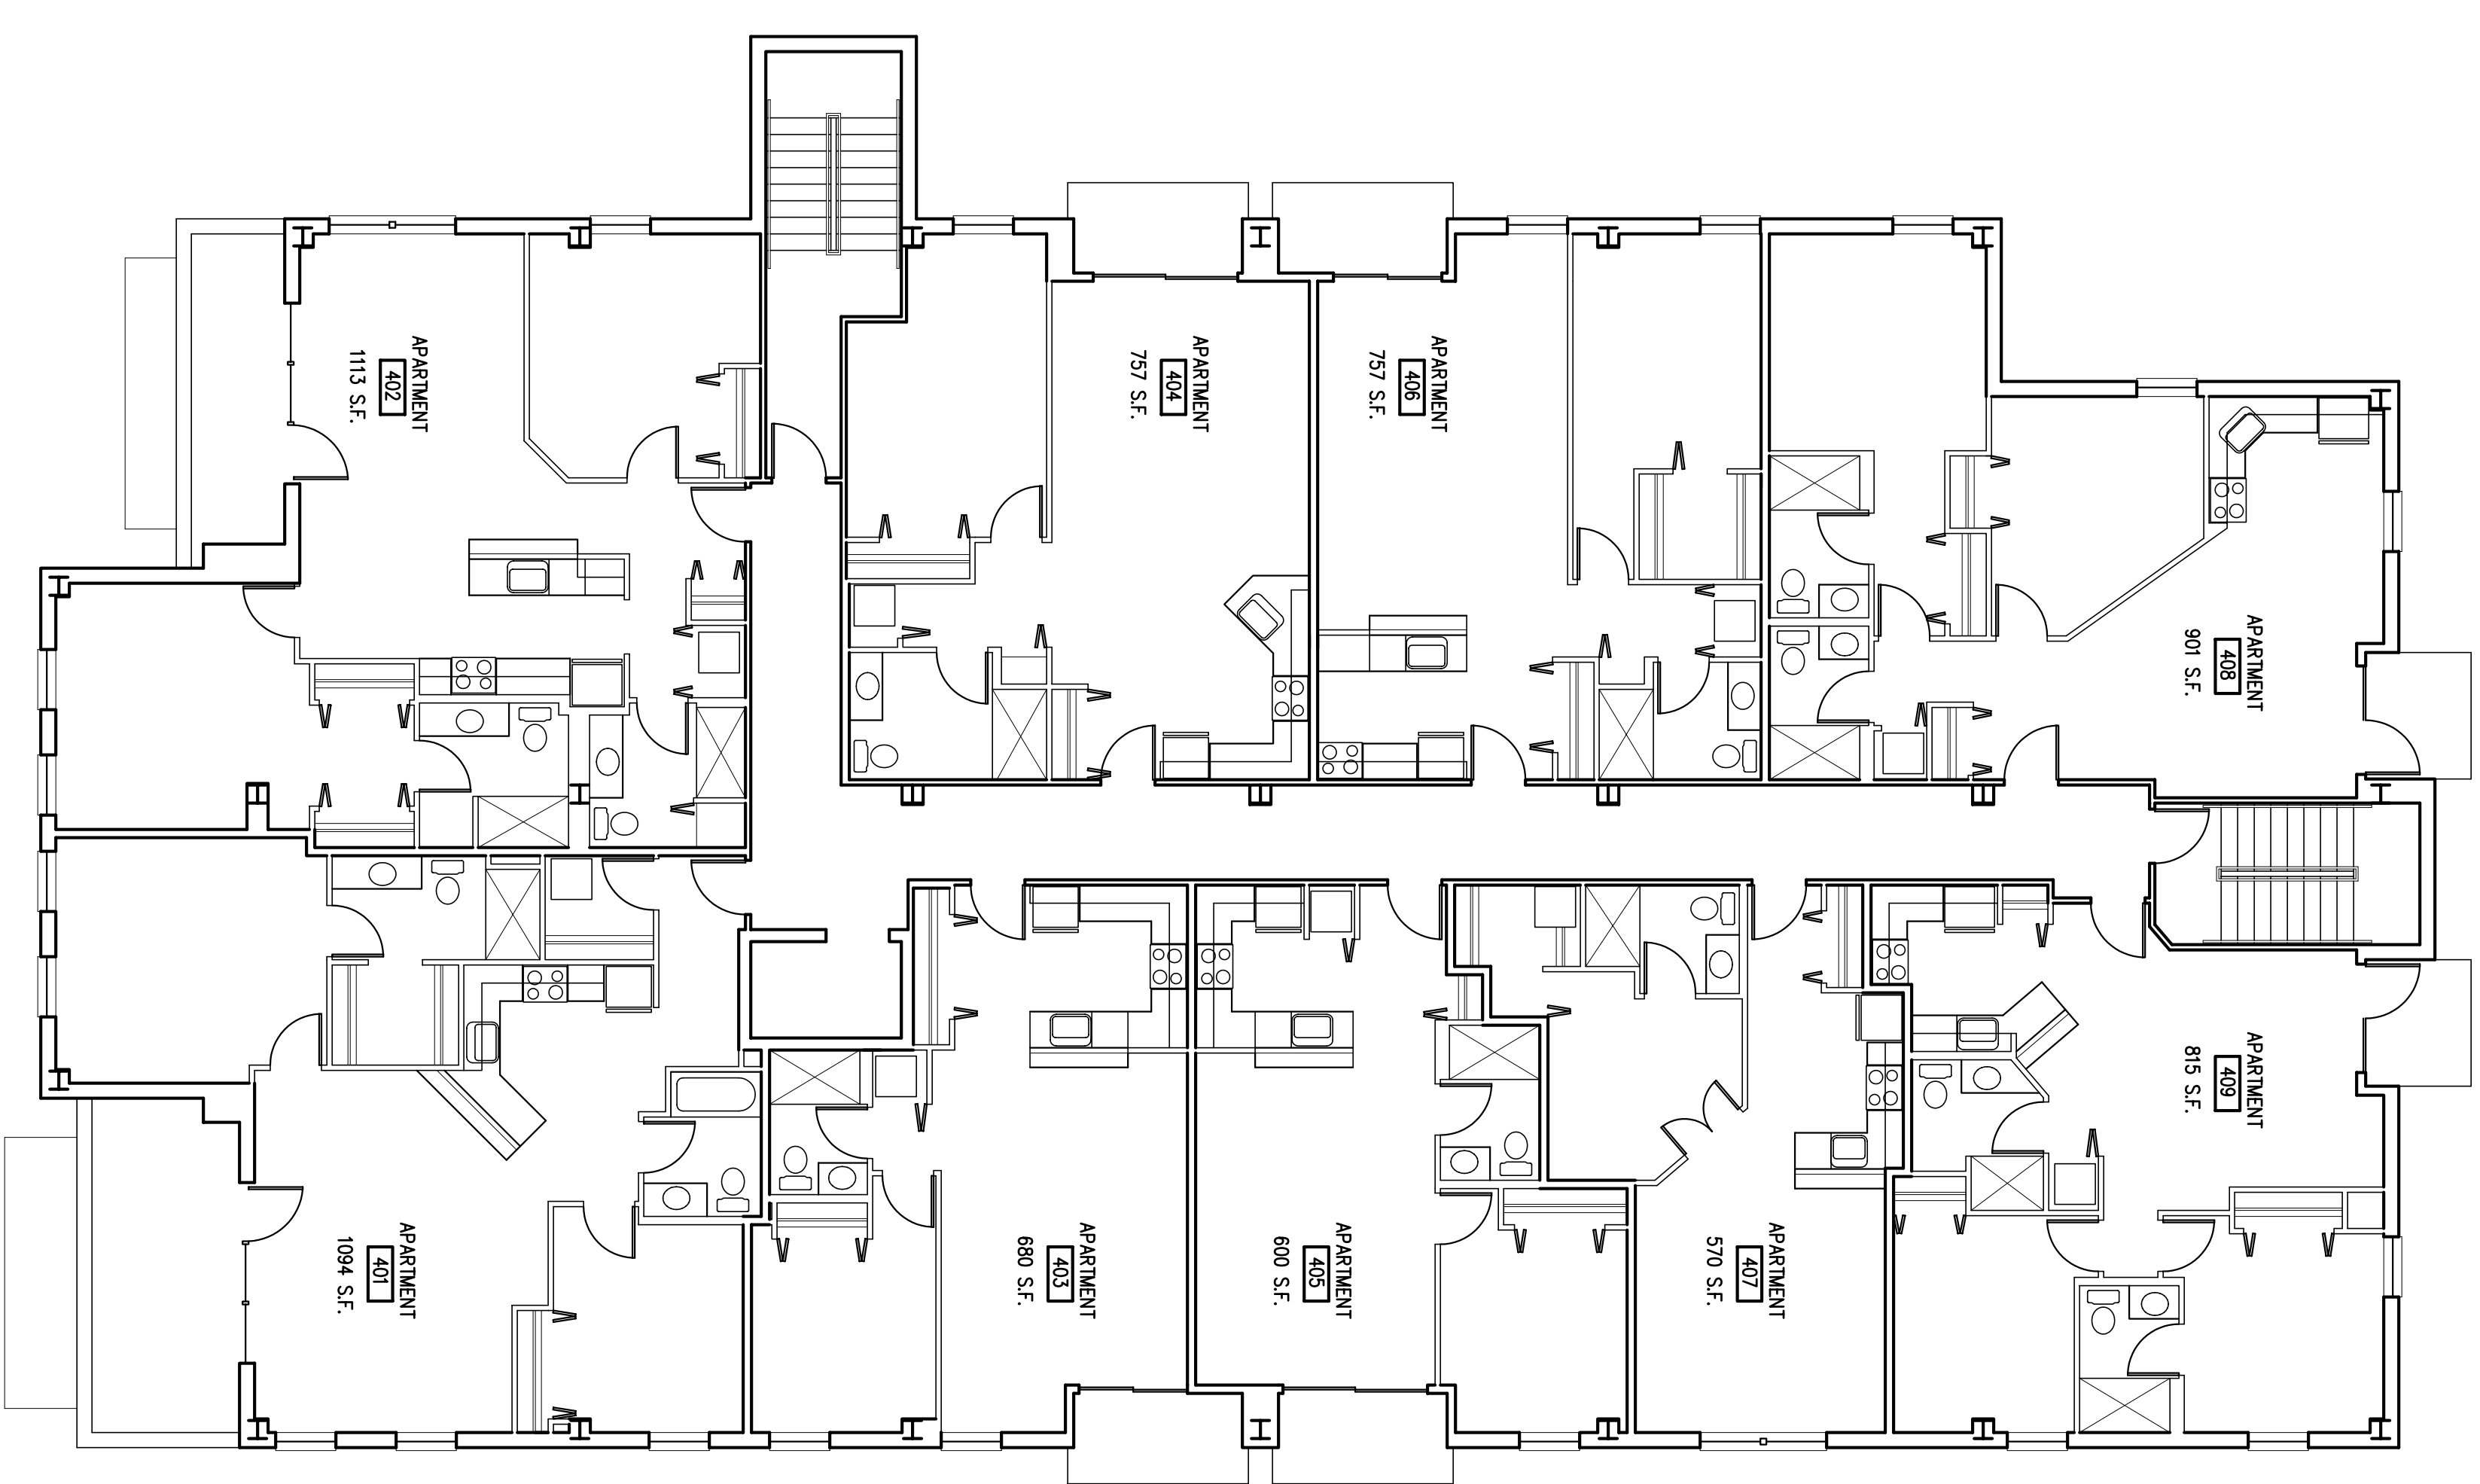 APARTMENT
402
1113 S.F.
APARTMENT
404
757 S.F.
APARTMENT
406
757 S.F.
APARTMENT
408
901 S.F.
APARTMENT
401
1094 S.F.
APARTMENT
403
680 S.F.
APARTMENT
405
600 S.F.
APARTMENT
407
570 S.F.
APARTMENT
409
815 S.F.